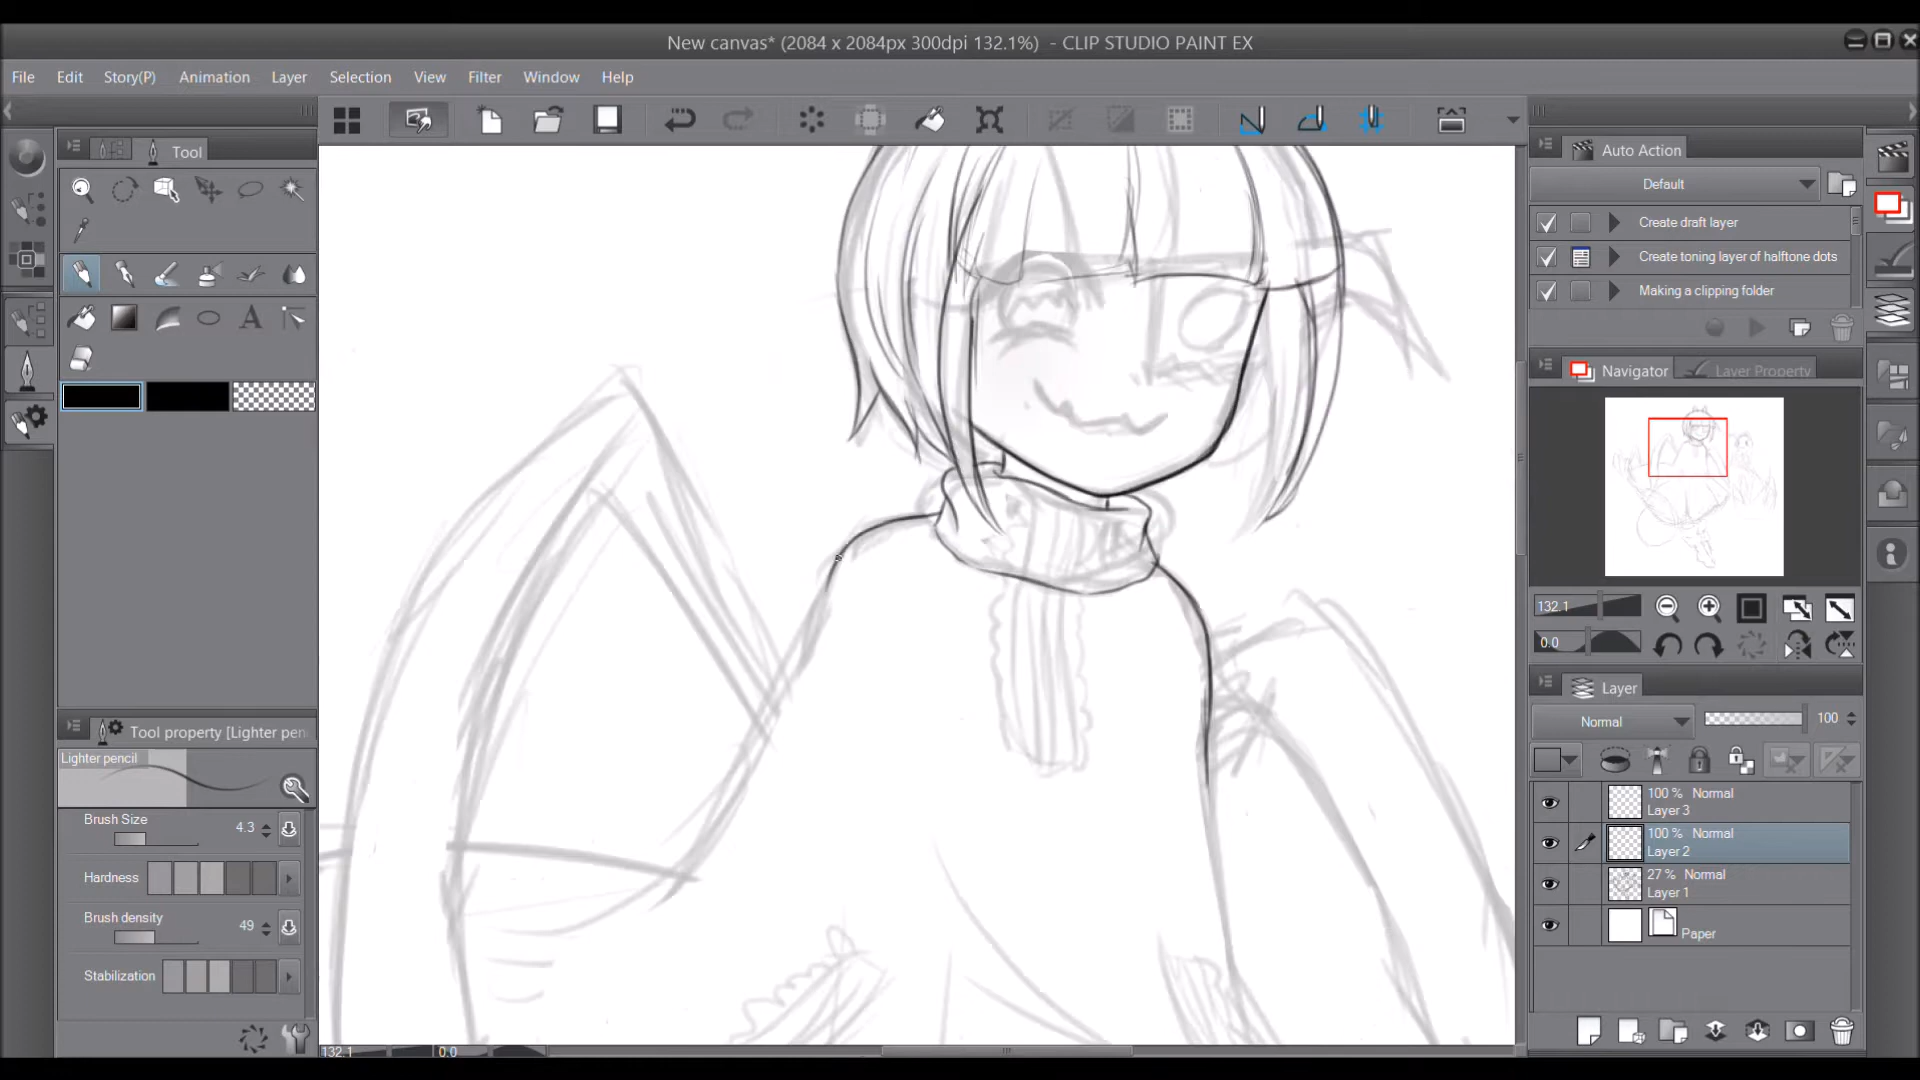 New canvas* (2084 x 2084px 300dpi 132.1%) - CLIP STUDIO PAINT EX
File Edit Story(P) Animation Layer Selection View Filter Window Help
Tool
Auto Action
Default
Create draft layer
Create toning layer of halftone dots
Making a clipping folder
Navigator Layer Property
132.1
0.0
Layer
Normal 100
100 % Normal
Layer 3
100 % Normal
Layer 2
27 % Normal
Layer 1
Paper
Tool property [Lighter pen
Lighter pencil
Brush Size 4.3
Hardness
Brush density 49
Stabilization
132.1 0.0